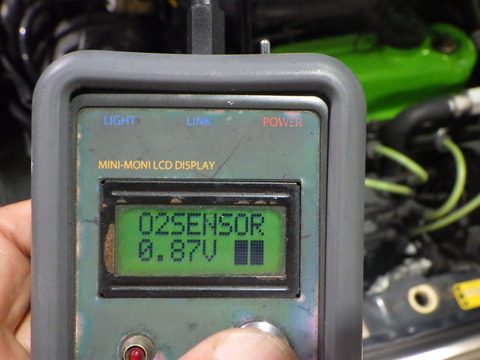 LIGHT LINK POWER
MINI-MONI LCD DISPLAY
O2SENSOR
0.87V